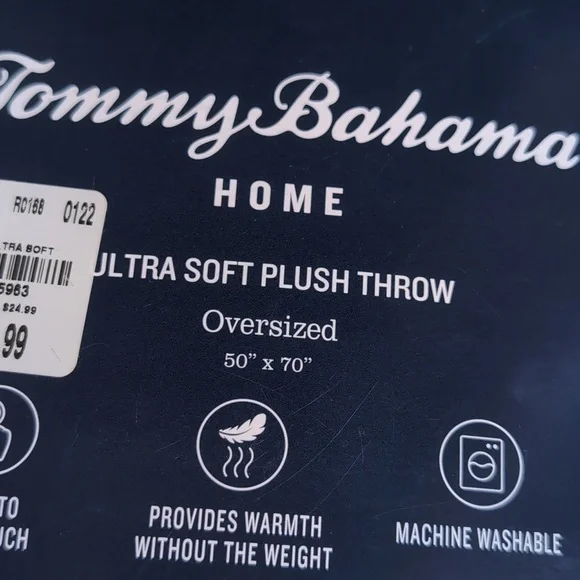 Tommy Bahama
HOME
R0168 0122
TRA SOFT
5963
$24.99
99
ULTRA SOFT PLUSH THROW
Oversized
50” x 70”
TO
UCH
PROVIDES WARMTH
WITHOUT THE WEIGHT
MACHINE WASHABLE